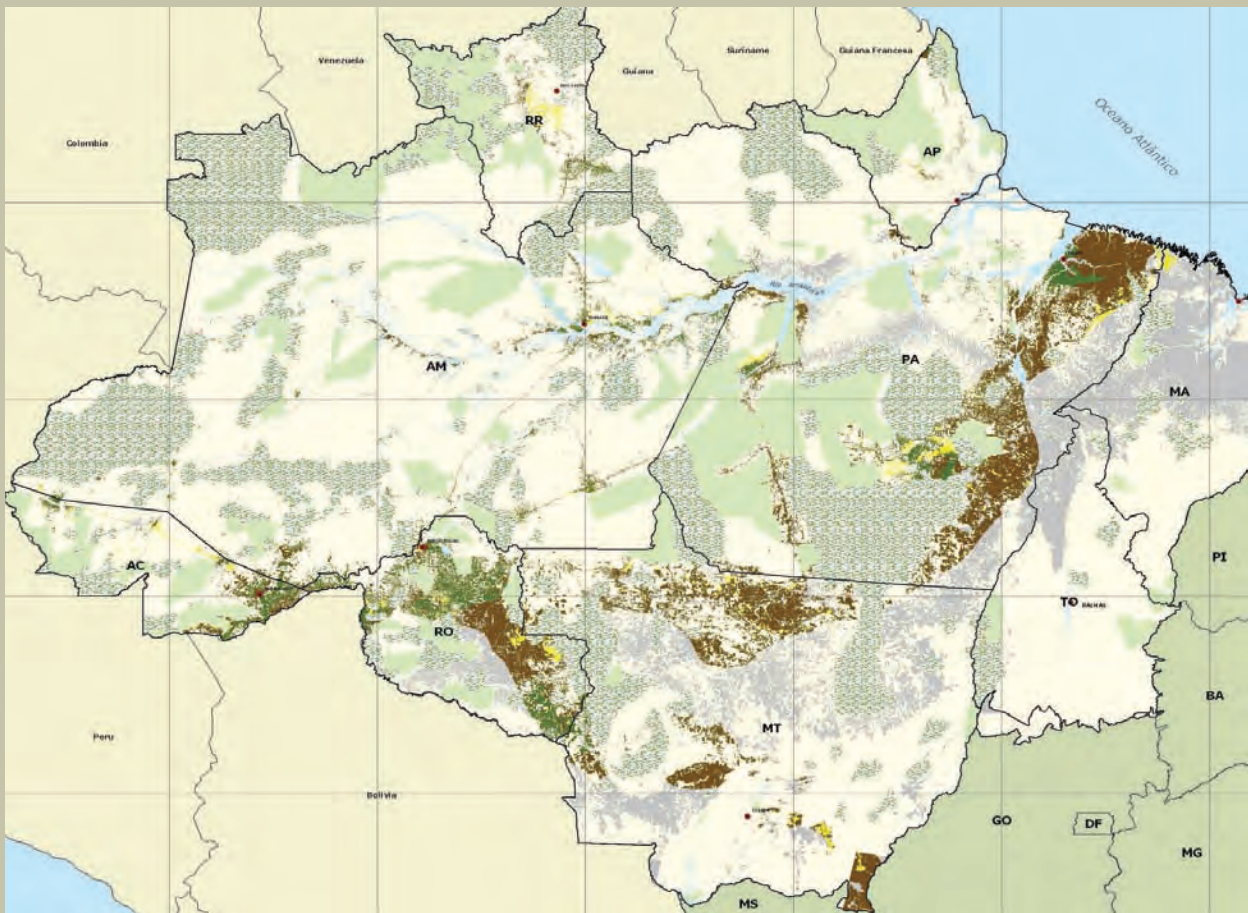 Venezuela
Guiana
Suriname
Guiana Francesa
Colombia
RR
AP
Oceano Atlântico
AM
PA
MA
AC
RO
TO
PALMAS
PI
BA
MT
Peru
Bolivia
GO
DF
MG
MS